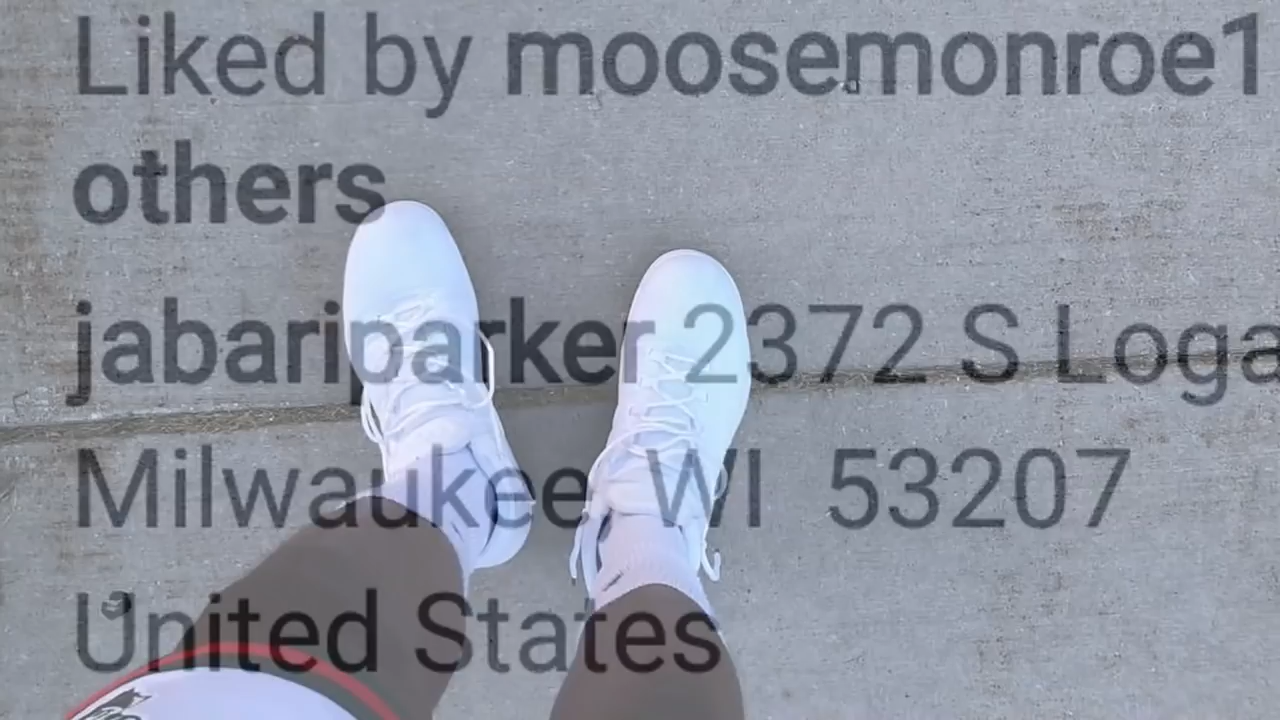 Liked by moosemonroe1
others
jabariparker 2372 S Loga
Milwaukee WI 53207
United States